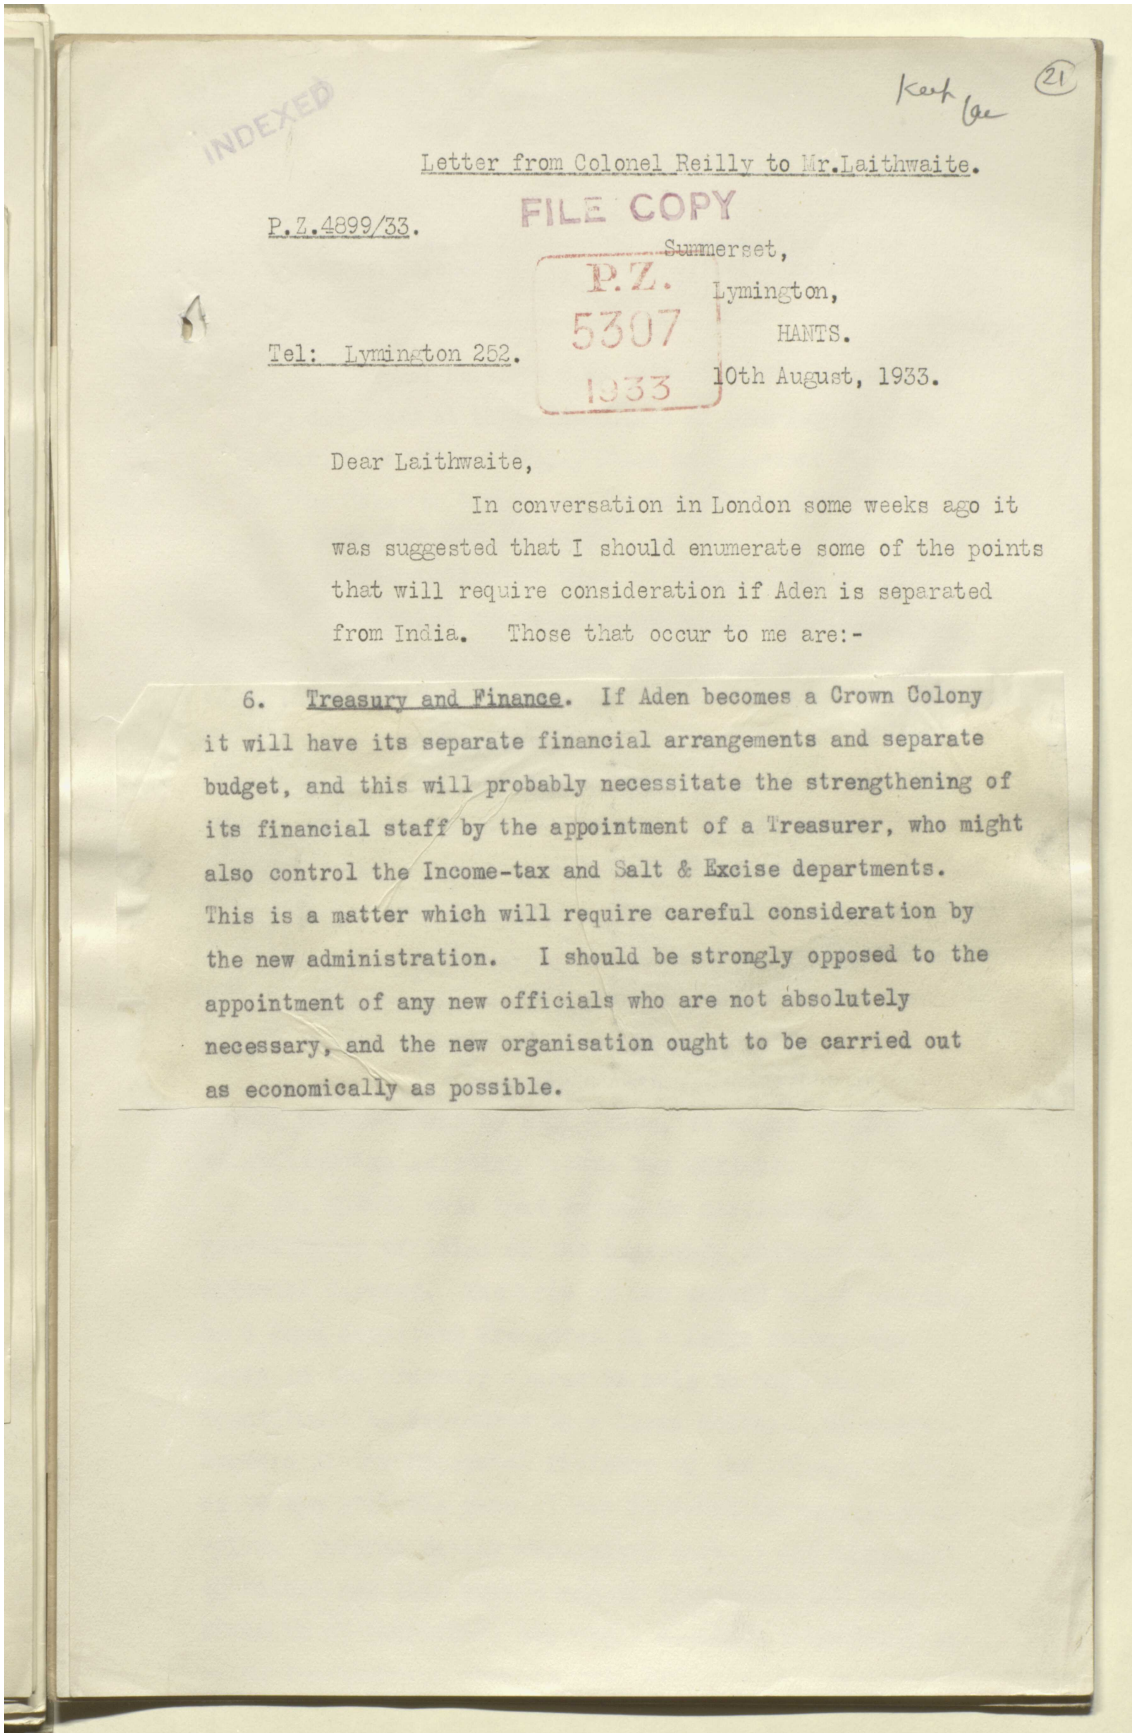 Keep
21
INDEXED
Letter from Colonel Reilly to Mr.Laithwaite.
FILE COPY
P.Z.4899/33.
Summerset,
P.Z.
Lymington,
5307
HANTS.
Tel: Lymington 252.
1933
10th August, 1933.
Dear Laithwaite,
In conversation in London some weeks ago it
was suggested that I should enumerate some of the points
that will require consideration if Aden is separated
from India. Those that occur to me are:-
6. Treasury and Finance. If Aden becomes a Crown Colony
it will have its separate financial arrangements and separate
budget, and this will probably necessitate the strengthening of
its financial staff by the appointment of a Treasurer, who might
also control the Income-tax and Salt & Excise departments.
This is a matter which will require careful consideration by
the new administration. I should be strongly opposed to the
appointment of any new officials who are not absolutely
necessary, and the new organisation ought to be carried out
as economically as possible.